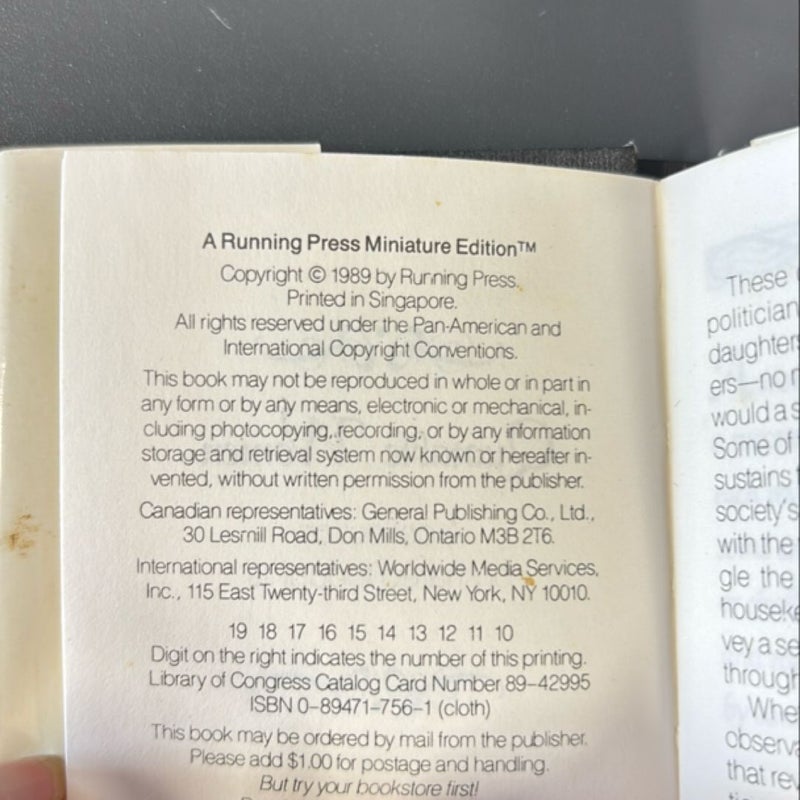 A Running Press Miniature Edition™
Copyright © 1989 by Running Press.
Printed in Singapore.
All rights reserved under the Pan-American and
International Copyright Conventions.
This book may not be reproduced in whole or in part in
any form or by any means, electronic or mechanical, in-
cluding photocopying, recording, or by any information
storage and retrieval system now known or hereafter in-
vented, without written permission from the publisher.
Canadian representatives: General Publishing Co., Ltd.,
30 Lesmill Road, Don Mills, Ontario M3B 2T6.
International representatives: Worldwide Media Services,
Inc., 115 East Twenty-third Street, New York, NY 10010.
19 18 17 16 15 14 13 12 11 10
Digit on the right indicates the number of this printing.
Library of Congress Catalog Card Number 89-42995
ISBN 0-89471-756-1 (cloth)
This book may be ordered by mail from the publisher.
Please add $1.00 for postage and handling.
But try your bookstore first!
These
politician
daughters
ers—no
would a s
Some of
sustains
society's
with the
gle the
house
vey a se
through
Whe
observa
that rev